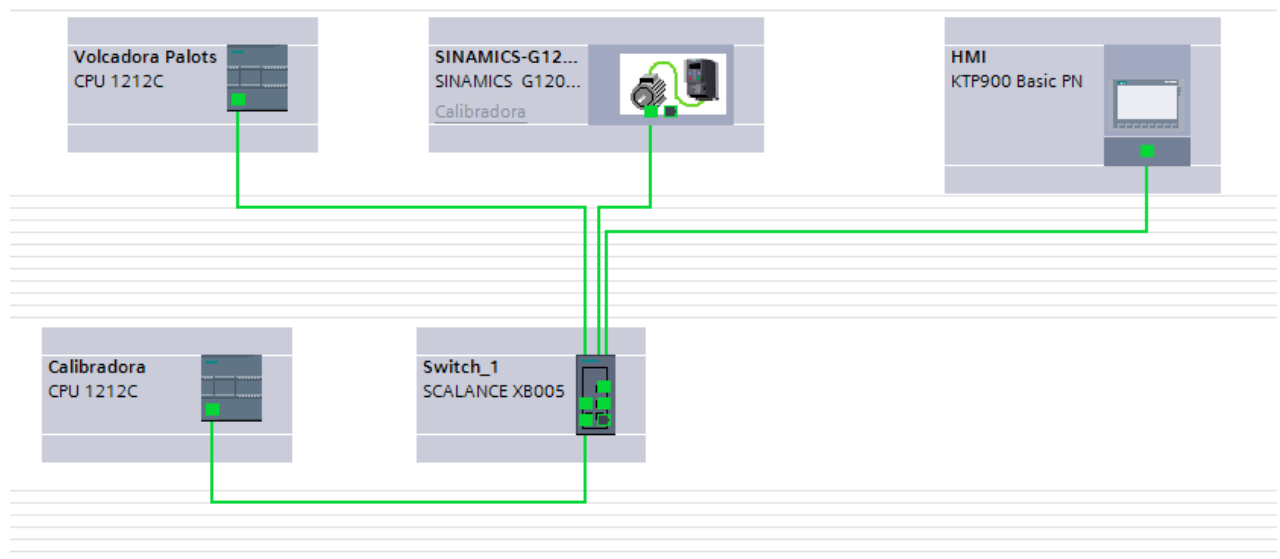 Volcadora Palots
CPU 1212C
SINAMICS-G12...
SINAMICS G120...
Calibradora
HMI
KTP900 Basic PN
Calibradora
CPU 1212C
Switch_1
SCALANCE XB005